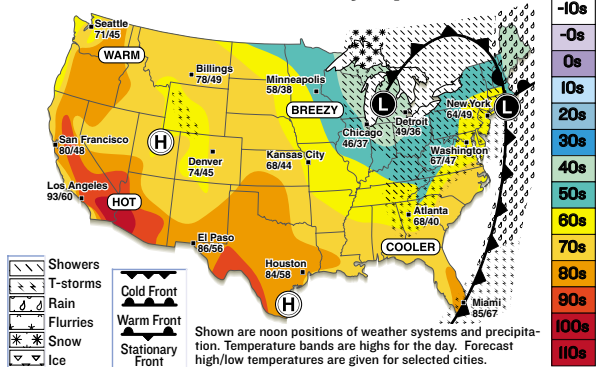 Seattle
71/45
WARM
Billings
78/49
Minneapolis
58/38
BREEZY
L
L
New York
64/49
Chicago
46/37
Detroit
49/36
Washington
67/47
San Francisco
80/48
H
Denver
74/45
Kansas City
68/44
Los Angeles
93/60
HOT
Atlanta
68/40
El Paso
86/56
COOLER
Houston
84/58
H
Miami
85/67
Showers
T-storms
Rain
Flurries
Snow
Ice
Cold Front
Warm Front
Stationary
Front
Shown are noon positions of weather systems and precipita-
tion. Temperature bands are highs for the day. Forecast
high/low temperatures are given for selected cities.
-10s
-0s
0s
10s
20s
30s
40s
50s
60s
70s
80s
90s
100s
110s